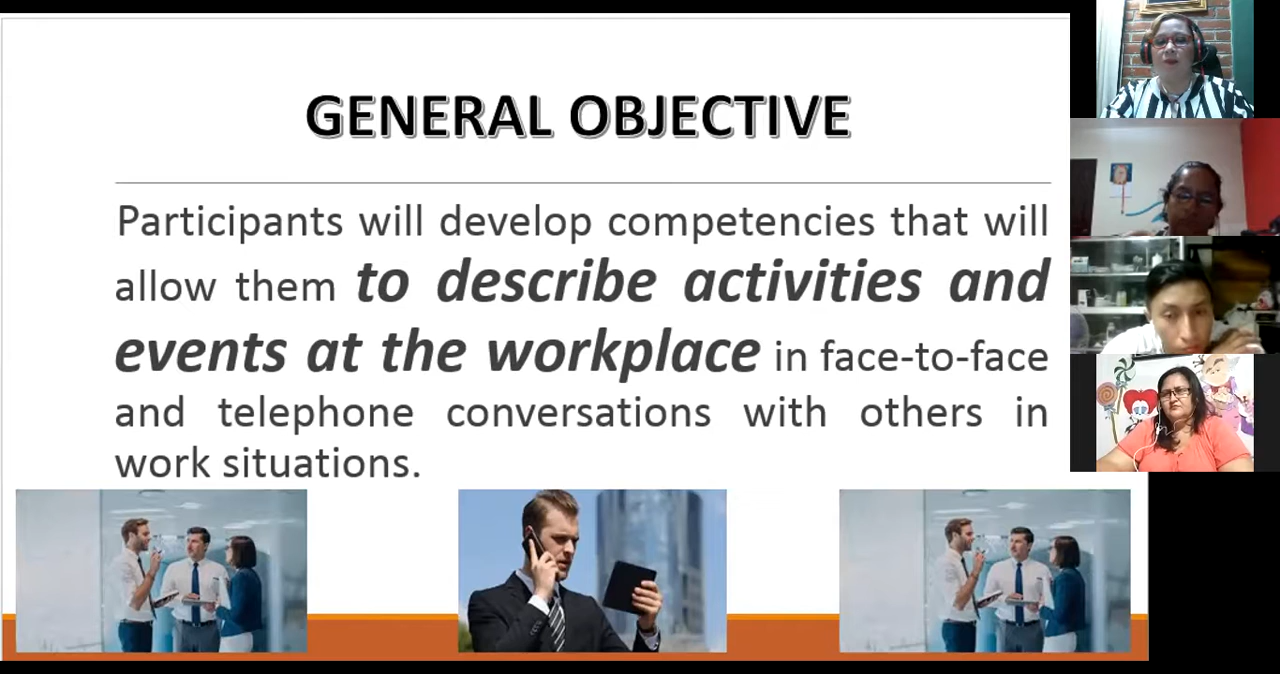 GENERAL OBJECTIVE
Participants will develop competencies that will
allow them to describe activities and
events at the workplace in face-to-face
and telephone conversations with others in
work situations.